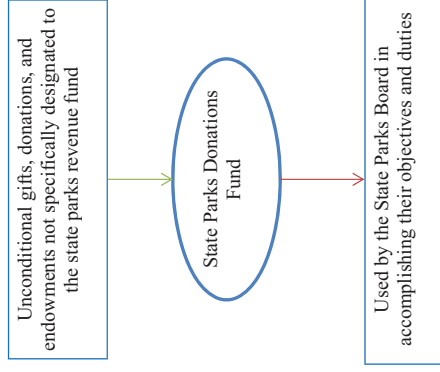 Unconditional gifts, donations, and
endowments not specifically designated to
the state parks revenue fund
State Parks Donations
Fund
Used by the State Parks Board in
accomplishing their objectives and duties